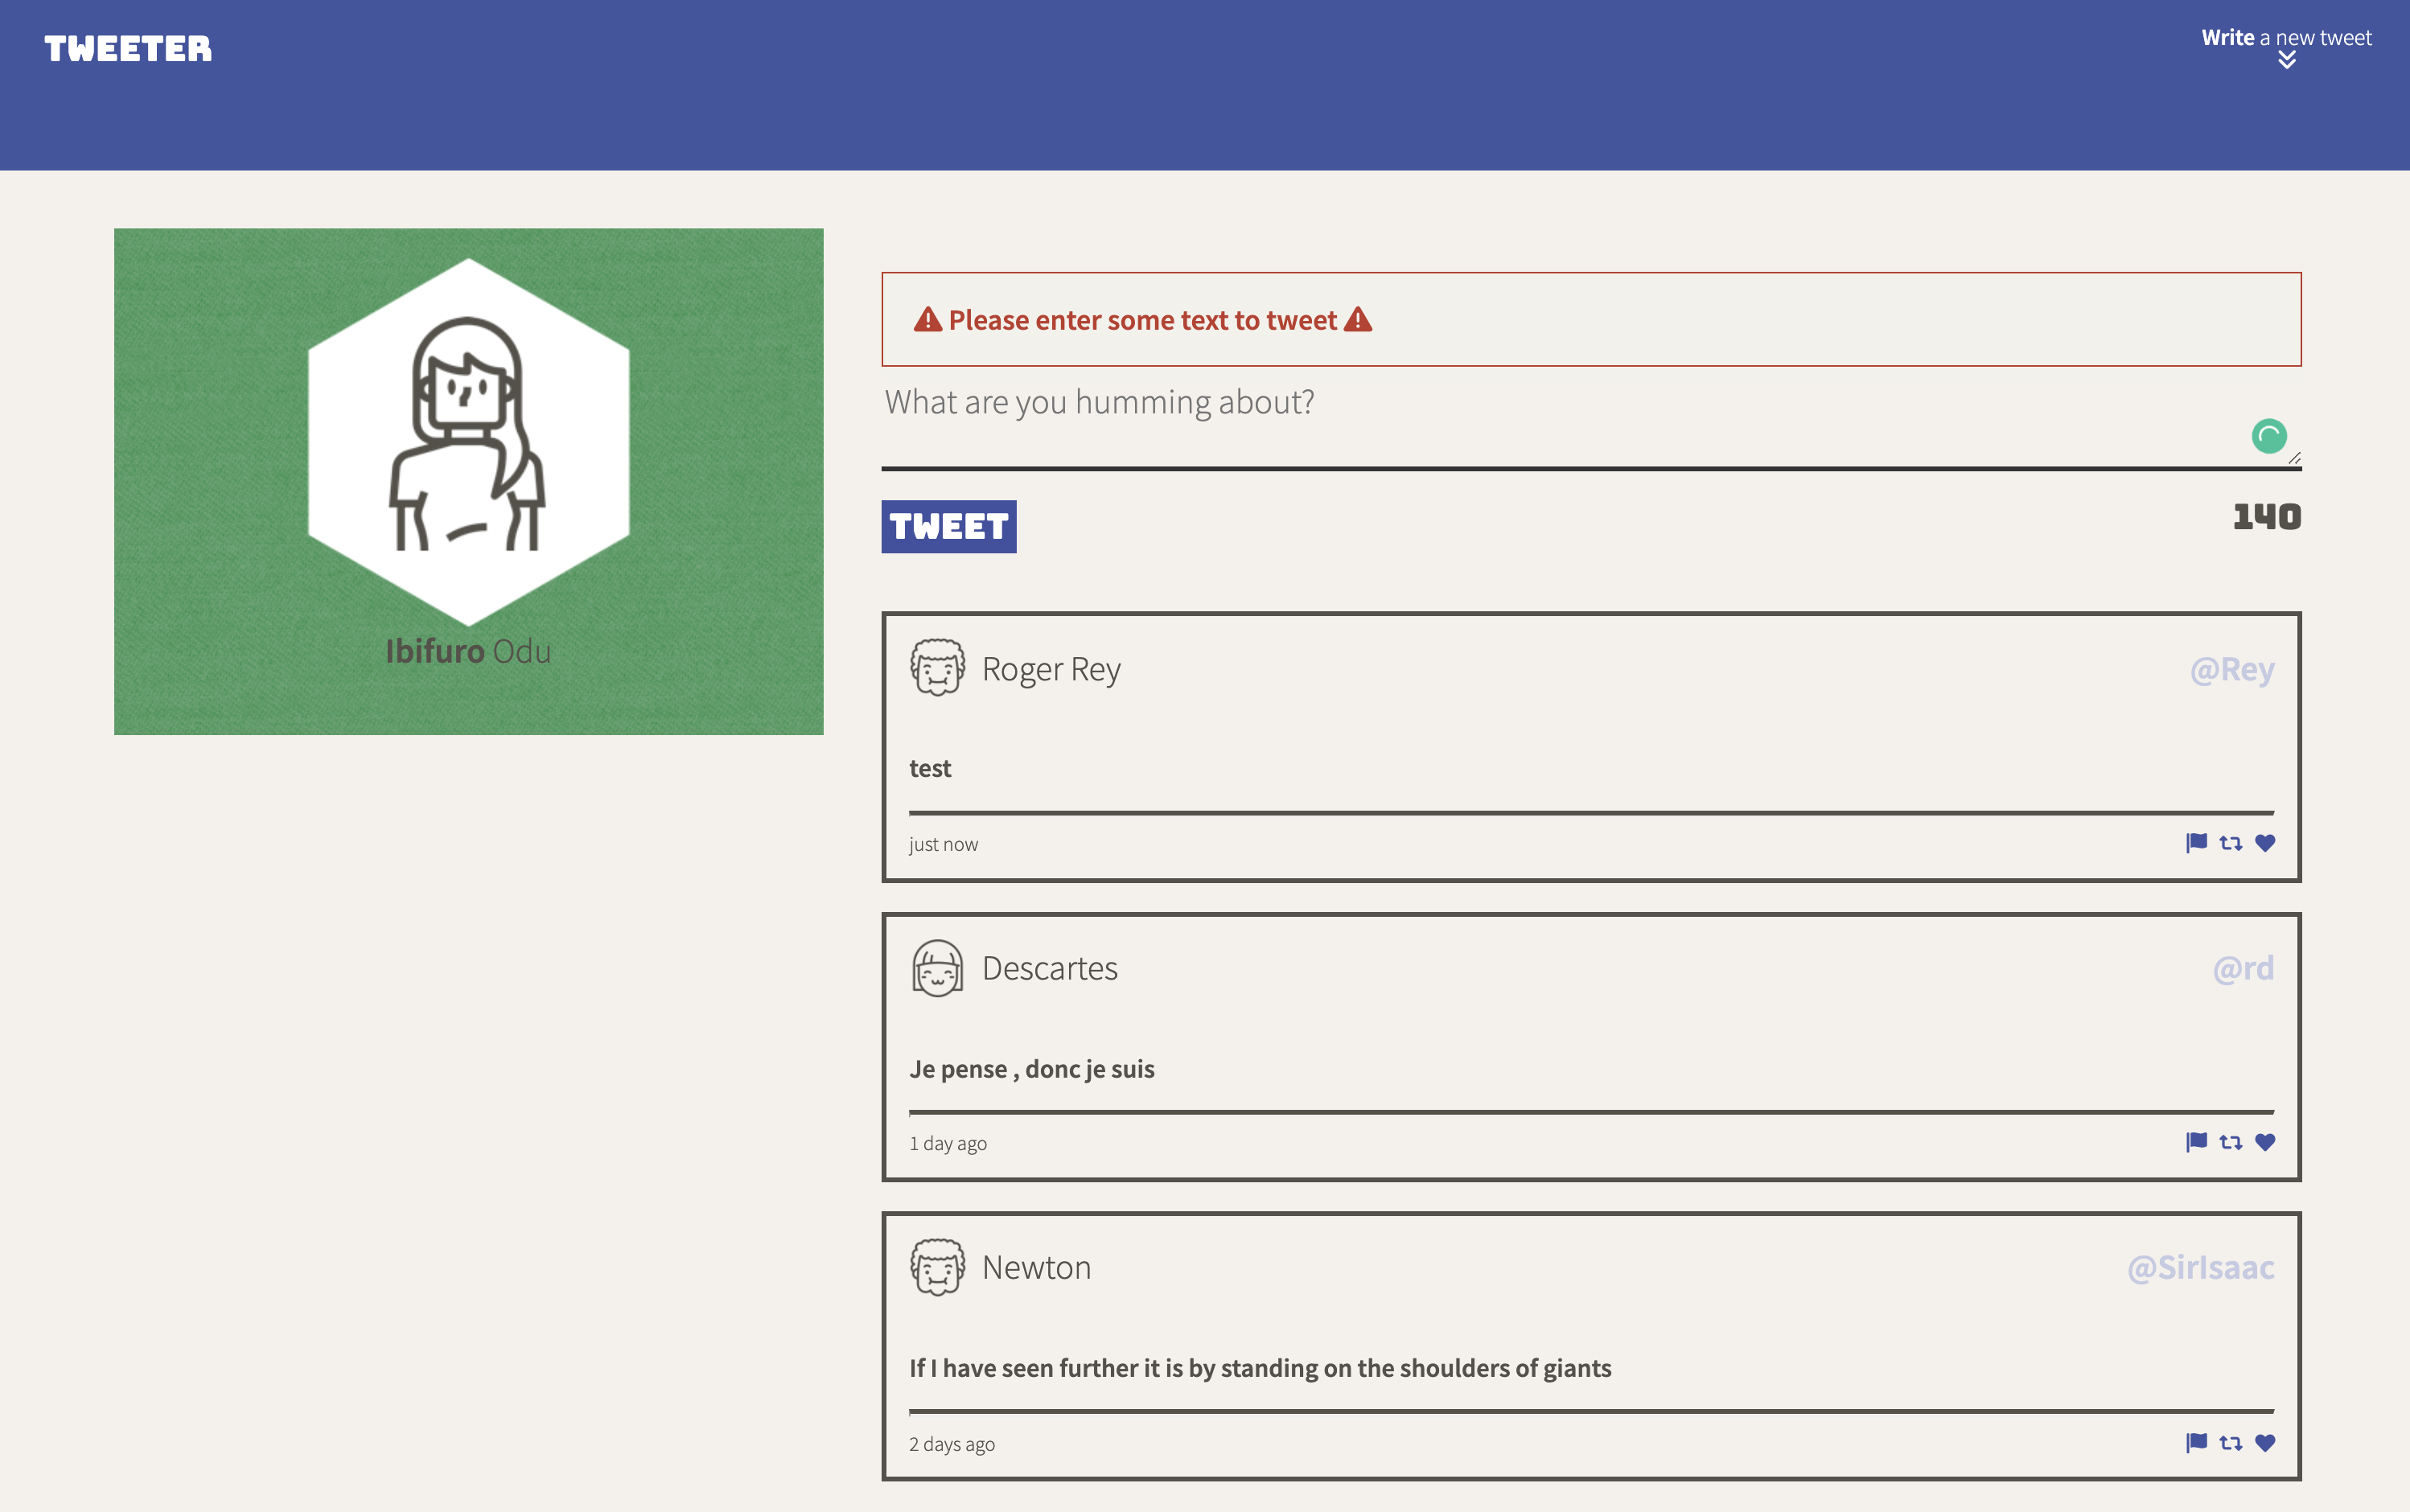 TWEETER
Write a new tweet
Ibifuro Odu
Please enter some text to tweet
What are you humming about?
TWEET
140
Roger Rey
@Rey
test
just now
Descartes
@rd
Je pense , donc je suis
1 day ago
Newton
@SirIsaac
If I have seen further it is by standing on the shoulders of giants
2 days ago